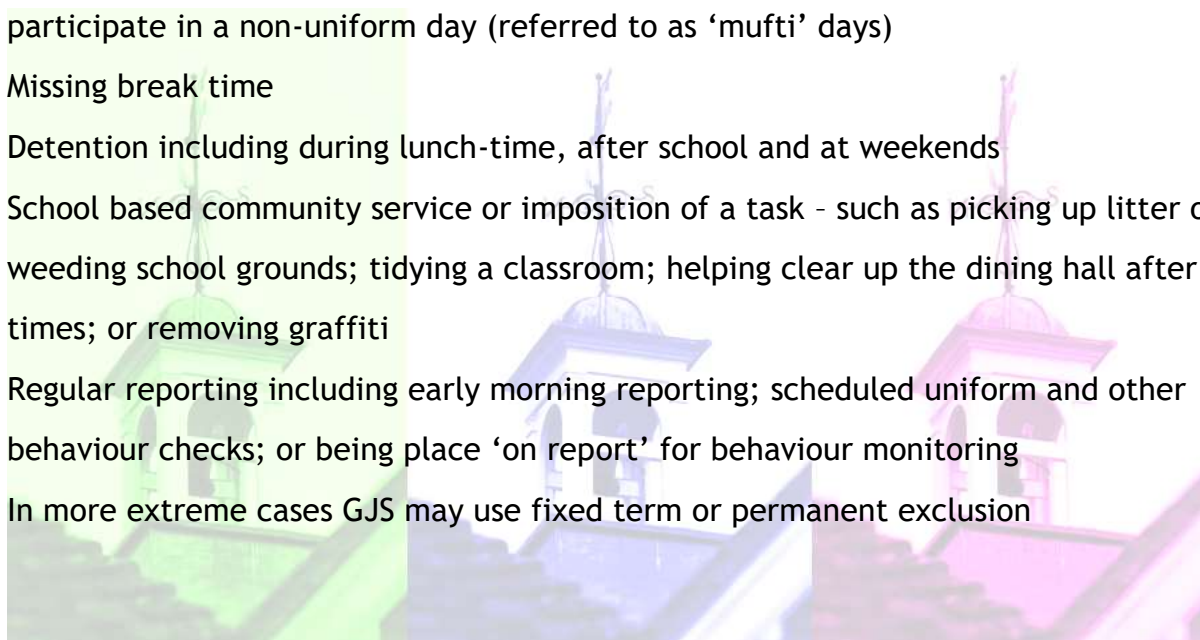 participate in a non-uniform day (referred to as ‘mufti’ days)
Missing break time
Detention including during lunch-time, after school and at weekends
School based community service or imposition of a task – such as picking up litter
weeding school grounds; tidying a classroom; helping clear up the dining hall after
times; or removing graffiti
Regular reporting including early morning reporting; scheduled uniform and other
behaviour checks; or being place ‘on report’ for behaviour monitoring
In more extreme cases GJS may use fixed term or permanent exclusion